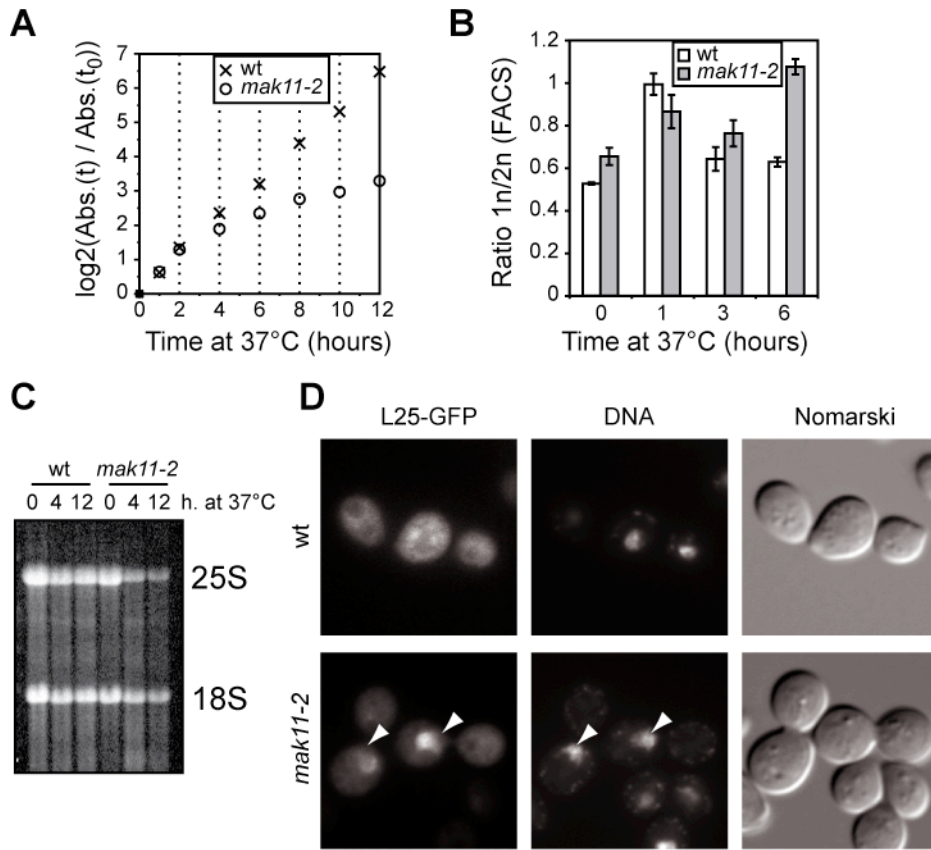 A
log2(Abs.(t) / Abs.(t₀))
7
6
5
4
3
2
1
0
wt
mak11-2
0 2 4 6 8 10 12
Time at 37°C (hours)
B
Ratio 1n/2n (FACS)
1.2
1
0.8
0.6
0.4
0.2
0
wt
mak11-2
0 1 3 6
Time at 37°C (hours)
C
wt mak11-2
0 4 12 0 4 12 h. at 37°C
25S
18S
D
L25-GFP DNA Nomarski
wt
mak11-2